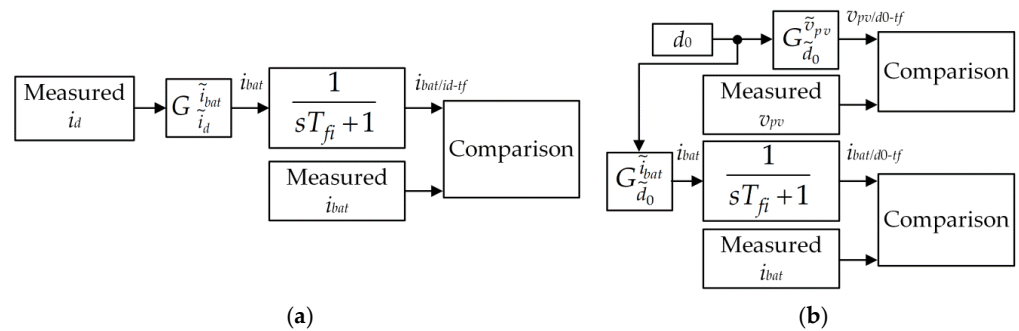 Measured
i_d
G ĩ_bat
ĩ_d
i_bat
1
sT_fi +1
i_bat/id-tf
Measured
i_bat
Comparison
(a)
d_0
G ṽ_pv
d̃_0
v_pv/d0-tf
Measured
v_pv
Comparison
G ĩ_bat
d̃_0
i_bat
1
sT_fi +1
i_bat/d0-tf
Measured
i_bat
Comparison
(b)